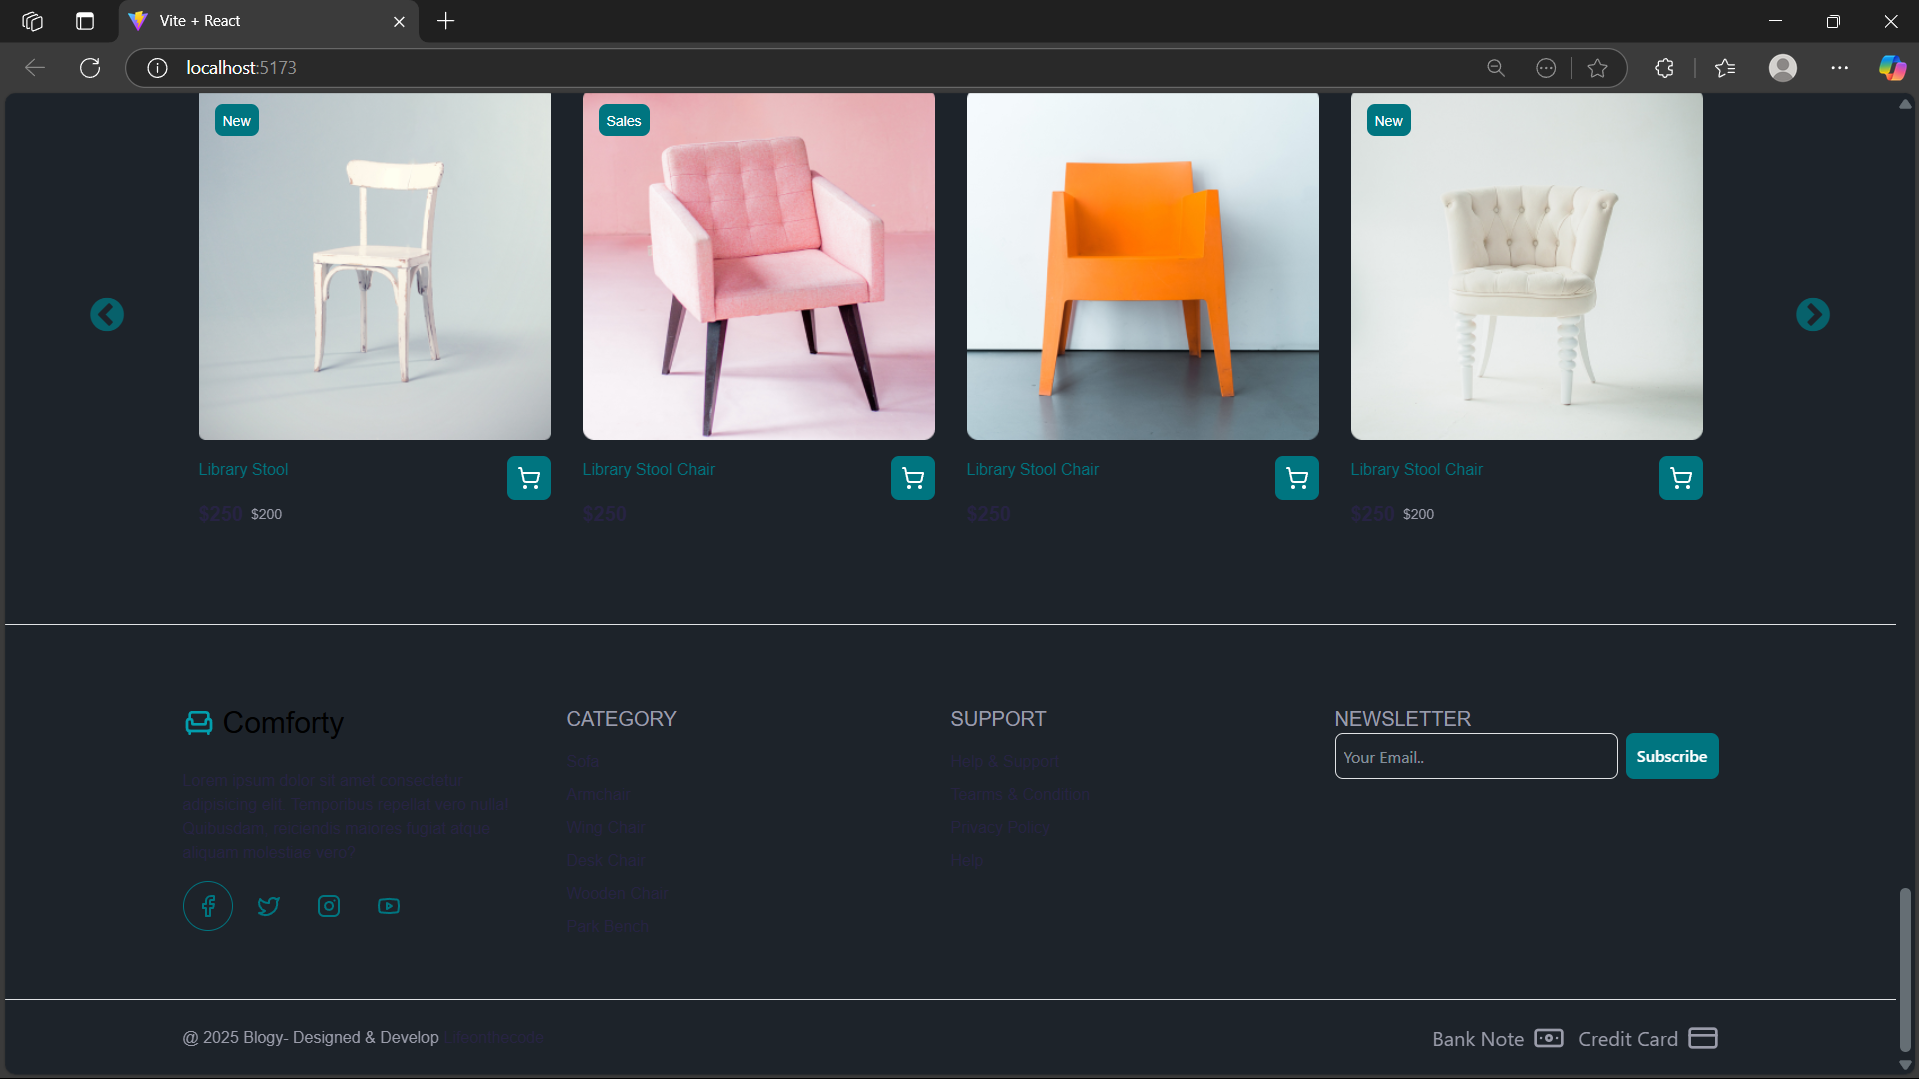 Vite + React
localhost:5173
New
Sales
New
Library Stool
Library Stool Chair
Library Stool Chair
Library Stool Chair
$250 $200
$250
$250
$250 $200
Comforty
Lorem ipsum dolor sit amet consectetur
adipisicing elit. Temporibus repellat vero nulla!
Quibusdam, reiciendis maiores fugiat atque
aliquam molestiae vero?
CATEGORY
Sofa
Armchair
Wing Chair
Desk Chair
Wooden Chair
Park Bench
SUPPORT
Help & Support
Tearms & Condition
Privacy Policy
Help
NEWSLETTER
Your Email..
Subscribe
@ 2025 Blogy- Designed & Develop
Bank Note
Credit Card